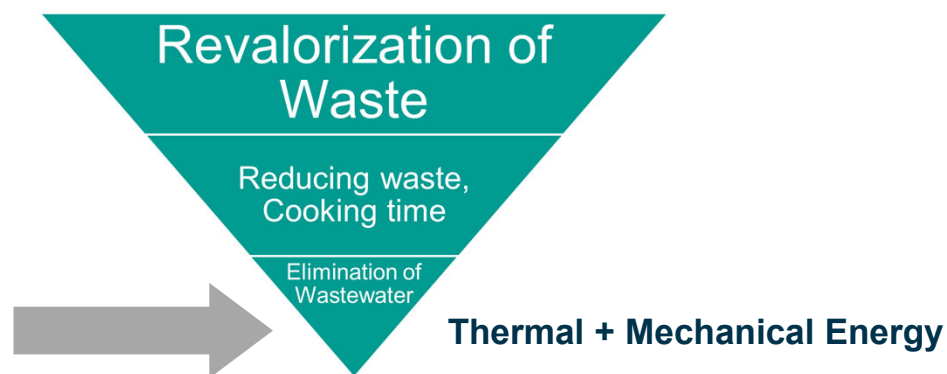 Revalorization of
Waste
Reducing waste,
Cooking time
Elimination of
Wastewater
Thermal + Mechanical Energy